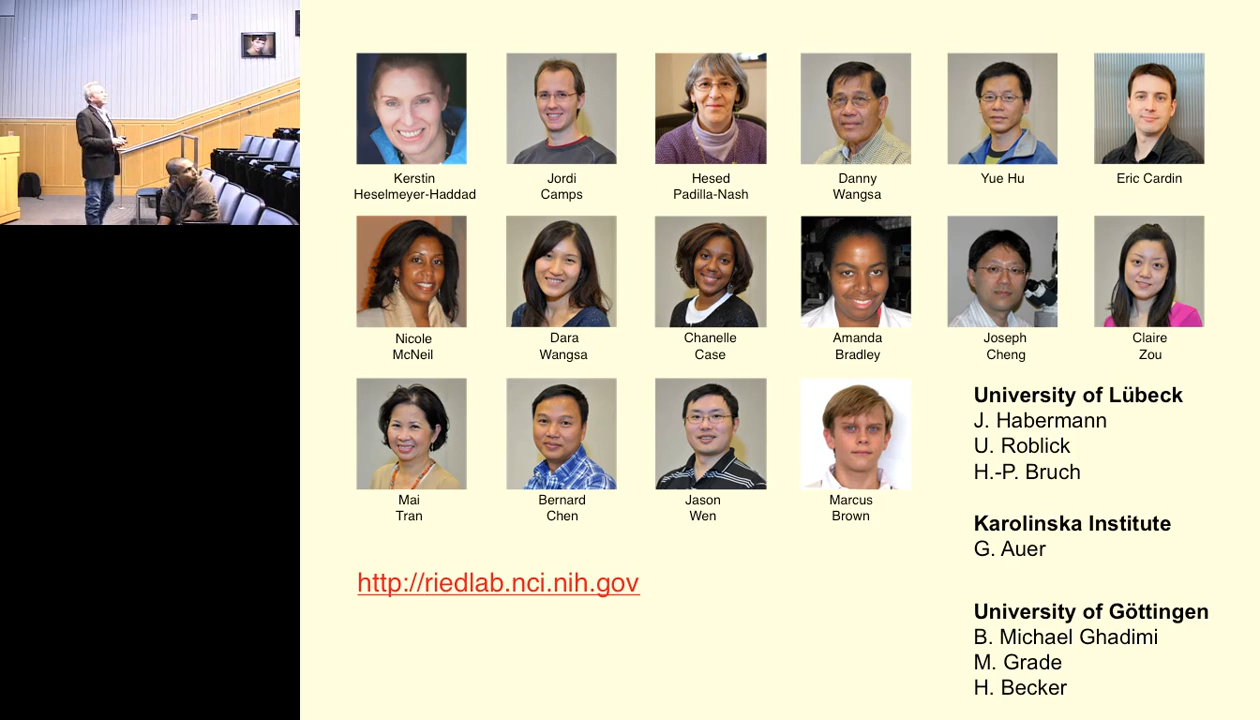 Kerstin
Heselmeyer-Haddad
Jordi
Camps
Hesed
Padilla-Nash
Danny
Wangsa
Yue Hu
Eric Cardin
Nicole
McNeil
Dara
Wangsa
Chanelle
Case
Amanda
Bradley
Joseph
Cheng
Claire
Zou
Mai
Tran
Bernard
Chen
Jason
Wen
Marcus
Brown
University of Lübeck
J. Habermann
U. Roblick
H.-P. Bruch
Karolinska Institute
G. Auer
http://riedlab.nci.nih.gov
University of Göttingen
B. Michael Ghadimi
M. Grade
H. Becker